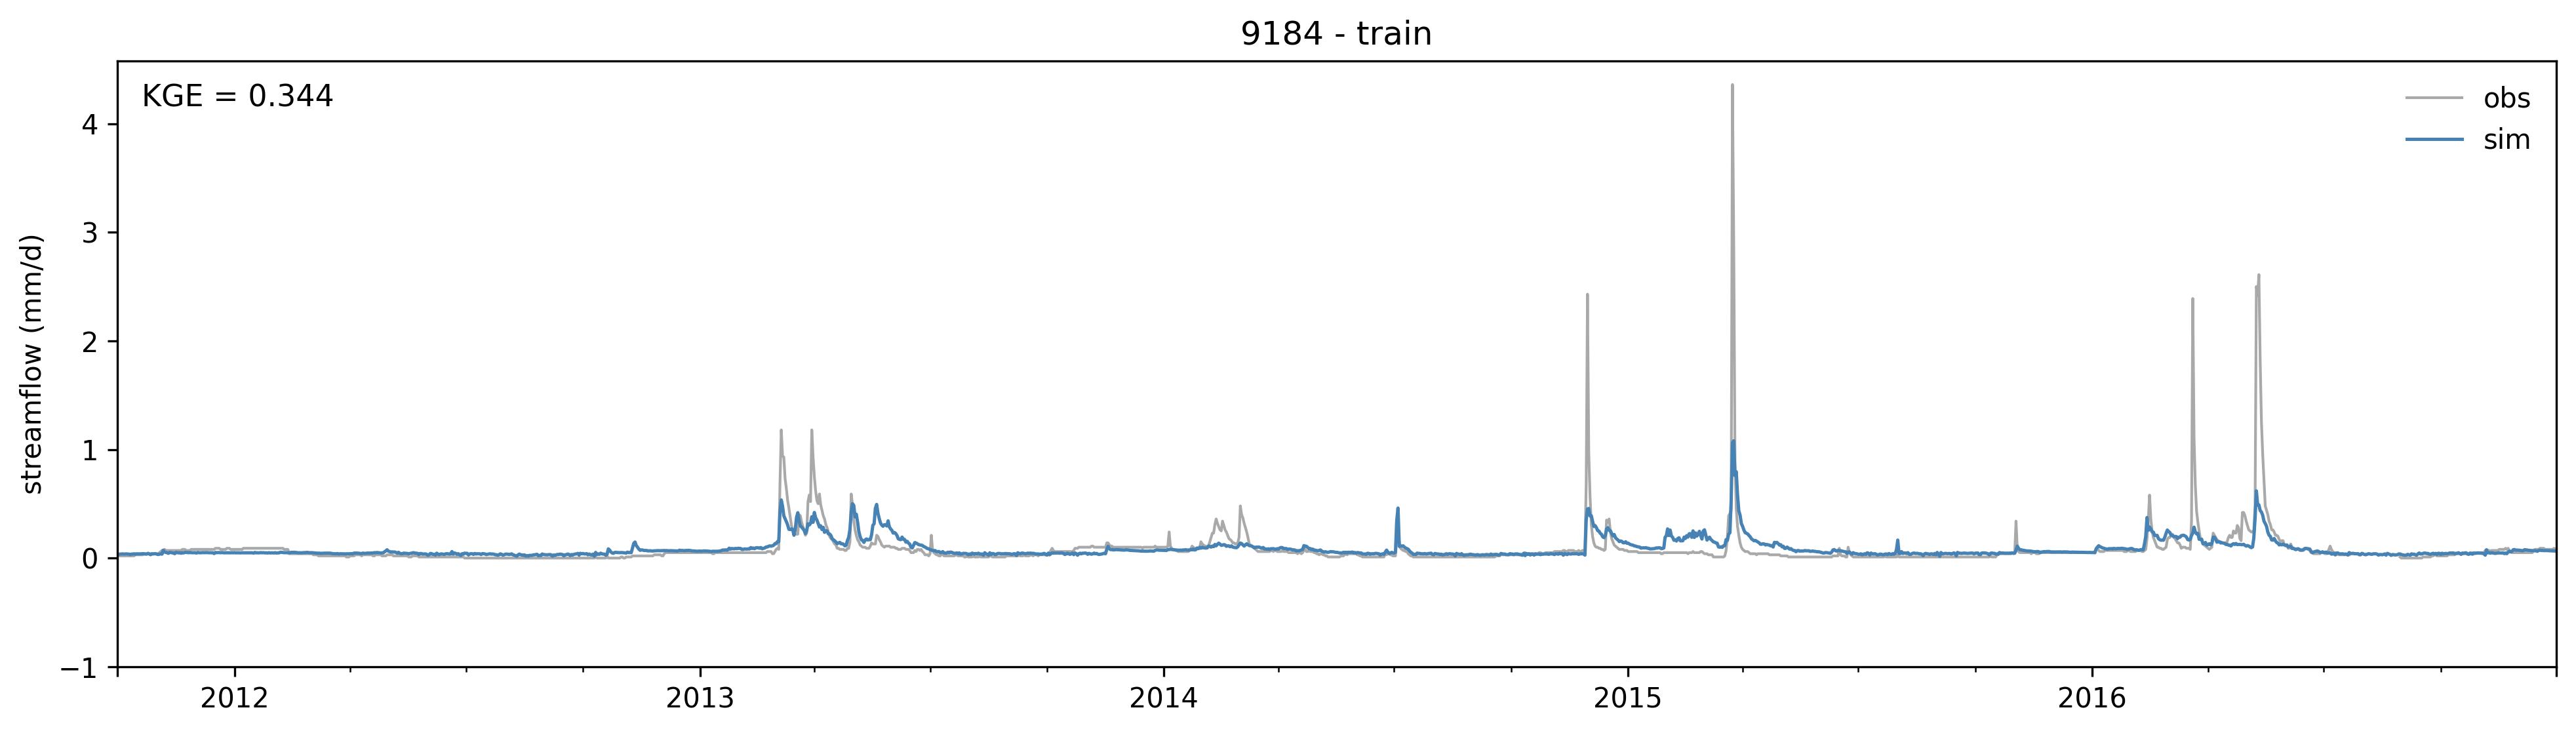 9184 - train
KGE = 0.344
obs
sim
streamflow (mm/d)
4
3
2
1
0
−1
2012
2013
2014
2015
2016